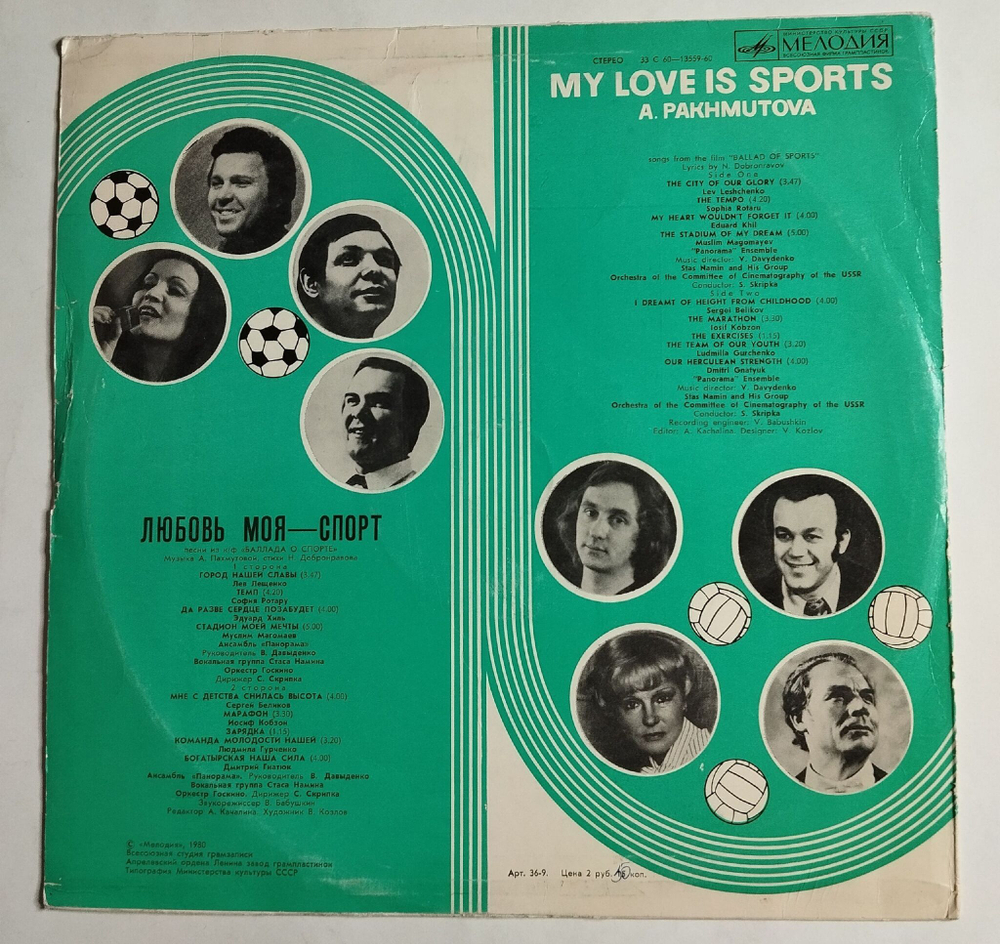 МИНИСТЕРСТВО КУЛЬТУРЫ СССР
МЕЛОДИЯ
ВСЕСОЮЗНАЯ ФИРМА ГРАМПЛАСТИНОК
СТЕРЕО 33 С 60—13559-60
MY LOVE IS SPORTS
A. PAKHMUTOVA
songs from the film "BALLAD OF SPORTS"
Lyrics by N. Dobronravov
Side One
THE CITY OF OUR GLORY (3.47)
Lev Leshchenko
THE TEMPO (4.20)
Sophia Rotaru
MY HEART WOULDN'T FORGET IT (4.00)
Eduard Khil
THE STADIUM OF MY DREAM (5.00)
Muslim Magomayev
"Panorama" Ensemble
Music director: V. Davydenko
Stas Namin and His Group
Orchestra of the Committee of Cinematography of the USSR
Conductor: S. Skripka
Side Two
I DREAMT OF HEIGHT FROM CHILDHOOD (4.00)
Sergei Belikov
THE MARATHON (3.30)
Iosif Kobzon
THE EXERCISES (1.15)
THE TEAM OF OUR YOUTH (3.20)
Ludmilla Gurchenko
OUR HERCULEAN STRENGTH (4.00)
Dmitri Gnatyuk
"Panorama" Ensemble
Music director: V. Davydenko
Stas Namin and His Group
Orchestra of the Committee of Cinematography of the USSR
Conductor: S. Skripka
Recording engineer: V. Babushkin
Editor: A. Kachalina. Designer: V. Kozlov
ЛЮБОВЬ МОЯ—СПОРТ
песни из к/ф «БАЛЛАДА О СПОРТЕ»
Музыка А. Пахмутовой, стихи Н. Добронравова
1 сторона
ГОРОД НАШЕЙ СЛАВЫ (3.47)
Лев Лещенко
ТЕМП (4.20)
София Ротару
ДА РАЗВЕ СЕРДЦЕ ПОЗАБУДЕТ (4.00)
Эдуард Хиль
СТАДИОН МОЕЙ МЕЧТЫ (5.00)
Муслим Магомаев
Ансамбль «Панорама»
Руководитель В. Давыденко
Вокальная группа Стаса Намина
Оркестр Госкино
Дирижер С. Скрипка
2 сторона
МНЕ С ДЕТСТВА СНИЛАСЬ ВЫСОТА (4.00)
Сергей Беликов
МАРАФОН (3.30)
Иосиф Кобзон
ЗАРЯДКА (1.15)
КОМАНДА МОЛОДОСТИ НАШЕЙ (3.20)
Людмила Гурченко
БОГАТЫРСКАЯ НАША СИЛА (4.00)
Дмитрий Гнатюк
Ансамбль «Панорама». Руководитель В. Давыденко
Вокальная группа Стаса Намина
Оркестр Госкино. Дирижер С. Скрипка
Звукорежиссер В. Бабушкин
Редактор А. Качалина. Художник В. Козлов
© «Мелодия», 1980
Всесоюзная студия грамзаписи
Апрелевский ордена Ленина завод грампластинок
Типография Министерства культуры СССР
Арт. 36-9. Цена 2 руб. коп.